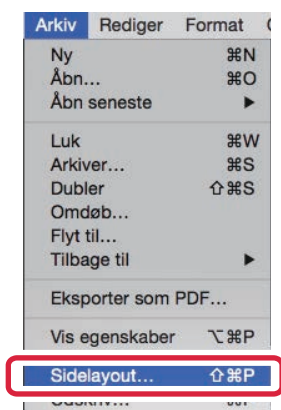 Arkiv Rediger Format
Ny ⌘N
Åbn... ⌘O
Åbn seneste ▶
Luk ⌘W
Arkiver... ⌘S
Dubler ⇧⌘S
Omdøb...
Flyt til...
Tilbage til ▶
Eksporter som PDF...
Vis egenskaber ⌥⌘P
Sidelayout... ⇧⌘P